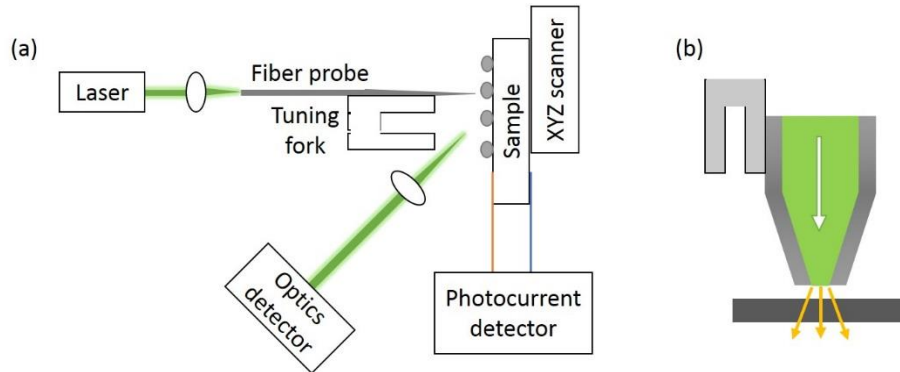 (a)
Laser
Fiber probe
Tuning
fork
Sample
XYZ scanner
Optics
detector
Photocurrent
detector
(b)